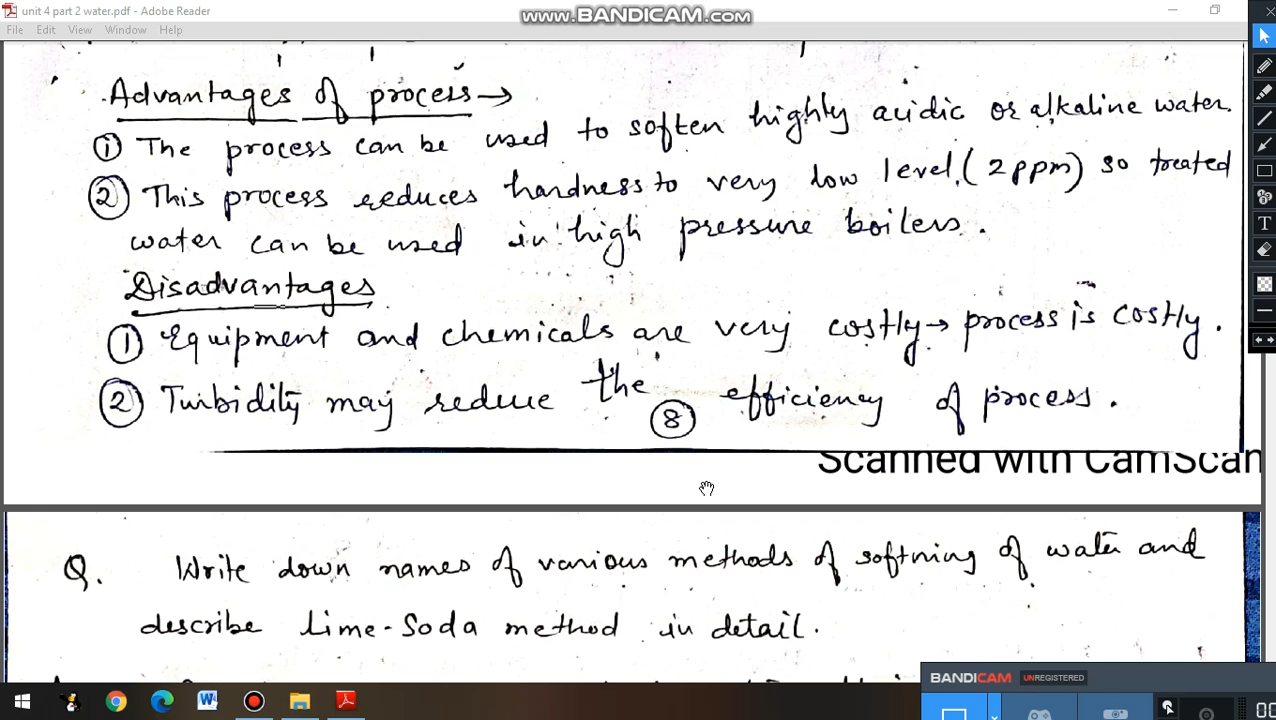 unit 4 part 2 water.pdf - Adobe Reader
www.BANDICAM.com
File Edit View Window Help
Advantages of process →
① The process can be used to soften highly acidic or alkaline water.
② This process reduces hardness to very low level, (2 ppm) so treated
water can be used in high pressure boilers.
Disadvantages
① Equipment and chemicals are very costly → process is costly.
② Turbidity may reduce the efficiency of process.
⑧
Scanned with CamScan
Q. Write down names of various methods of softning of water and
describe Lime-Soda method in detail.
BANDICAM UNREGISTERED
00